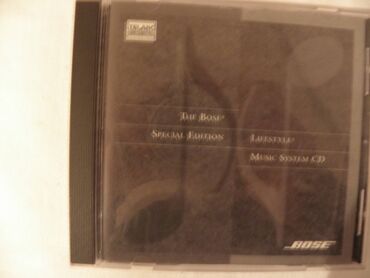 THE BOSE®
SPECIAL EDITION
LIFESTYLE®
MUSIC SYSTEM CD
BOSE